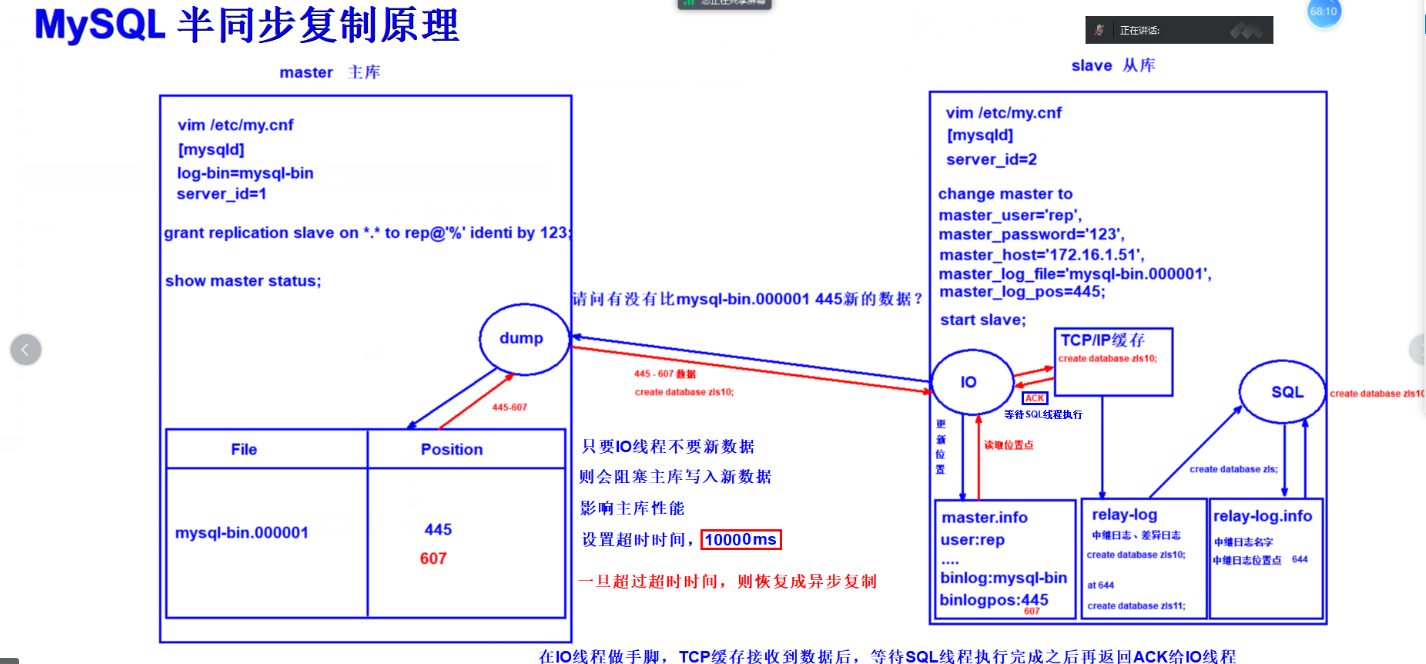 MySQL 半同步复制原理
您正在共享屏幕
68:10
正在讲话:
master 主库
slave 从库
vim /etc/my.cnf
[mysqld]
log-bin=mysql-bin
server_id=1
grant replication slave on *.* to rep@'%' identi by 123;
show master status;
dump
445-607
File
Position
mysql-bin.000001
445
607
请问有没有比mysql-bin.000001 445新的数据?
445 - 607 数据
create database zls10;
只要IO线程不要新数据
则会阻塞主库写入新数据
影响主库性能
设置超时时间，10000ms
一旦超过超时时间，则恢复成异步复制
vim /etc/my.cnf
[mysqld]
server_id=2
change master to
master_user='rep',
master_password='123',
master_host='172.16.1.51',
master_log_file='mysql-bin.000001',
master_log_pos=445;
start slave;
TCP/IP缓存
create database zls10;
IO
ACK
等待SQL线程执行
SQL
create database zls10
更新位置
读取位置点
create database zls;
master.info
user:rep
....
binlog:mysql-bin
binlogpos:445
607
relay-log
中继日志、差异日志
create database zls10;
at 644
create database zls11;
relay-log.info
中继日志名字
中继日志位置点 644
在IO线程做手脚，TCP缓存接收到数据后，等待SQL线程执行完成之后再返回ACK给IO线程